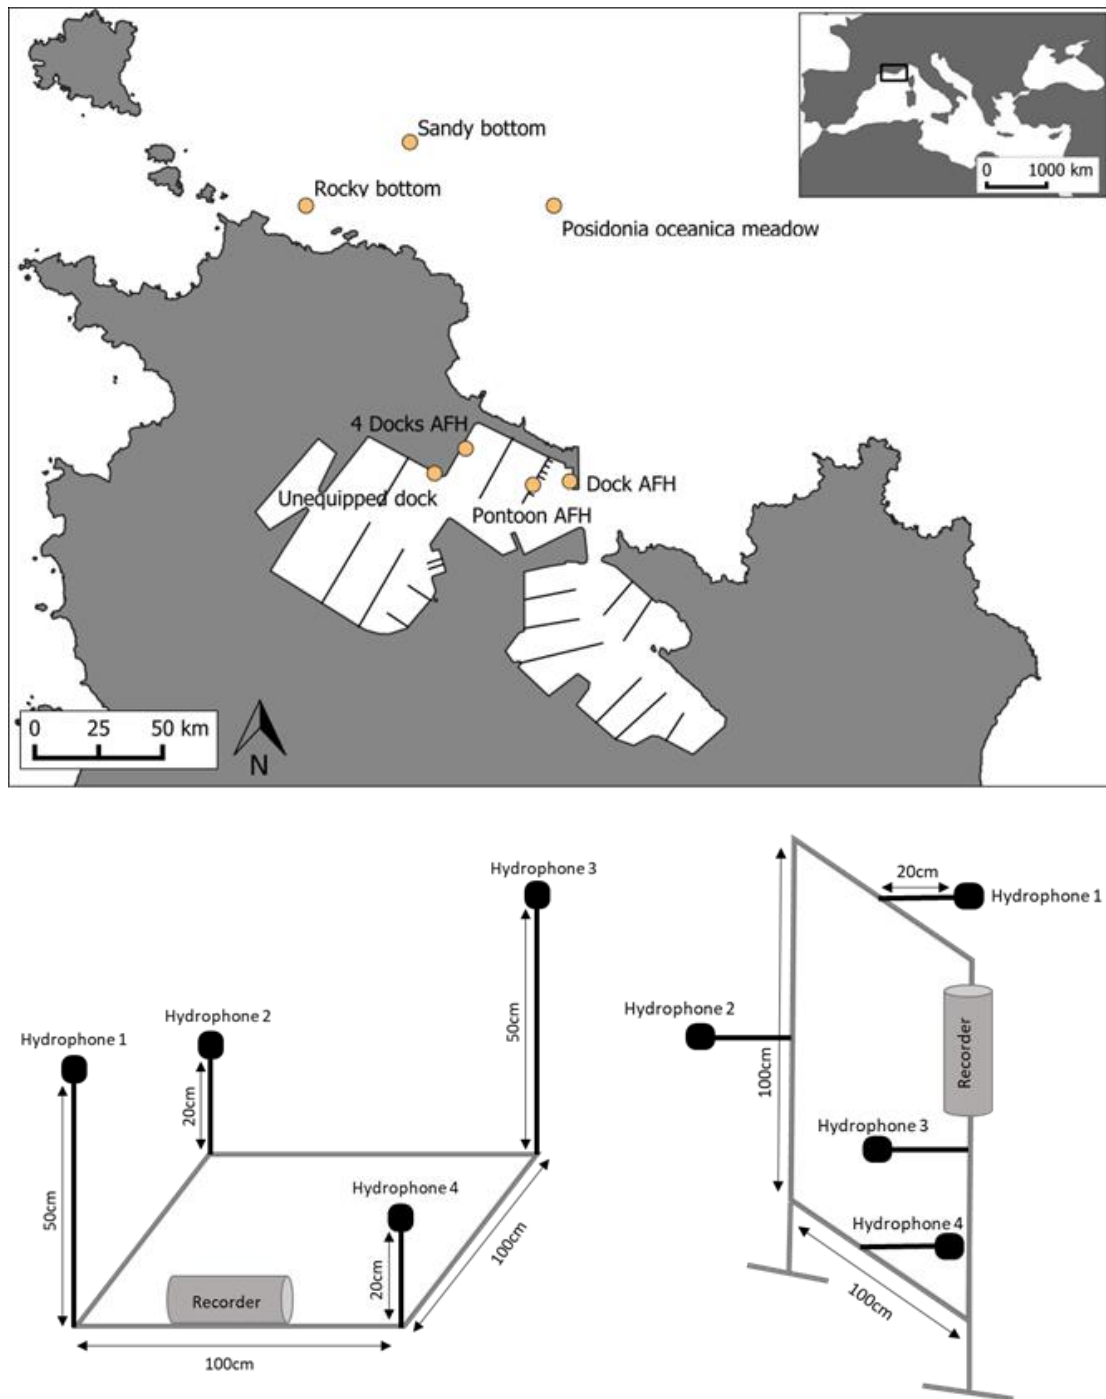 Sandy bottom
0 1000 km
Rocky bottom
Posidonia oceanica meadow
4 Docks AFH
Unequipped dock
Dock AFH
Pontoon AFH
0 25 50 km
N
Hydrophone 3
20cm
Hydrophone 1
50cm
Hydrophone 2
Hydrophone 1
20cm
50cm
Hydrophone 4
20cm
100cm
Recorder
100cm
Hydrophone 2
100cm
Recorder
Hydrophone 3
Hydrophone 4
100cm